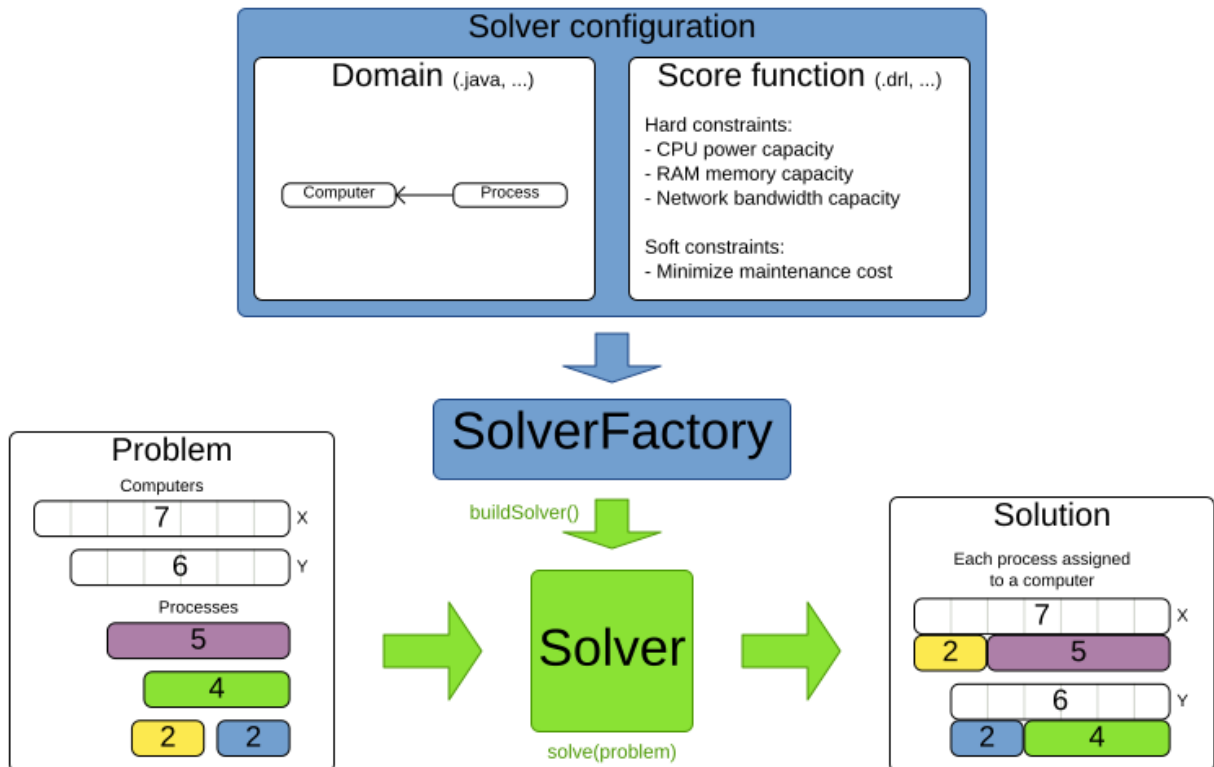 Solver configuration
Domain (.java, ...)
Computer
Process
Score function (.drl, ...)
Hard constraints:
- CPU power capacity
- RAM memory capacity
- Network bandwidth capacity
Soft constraints:
- Minimize maintenance cost
SolverFactory
buildSolver()
Problem
Computers
7 X
6 Y
Processes
5
4
2 2
Solver
solve(problem)
Solution
Each process assigned
to a computer
7 X
2 5
6 Y
2 4